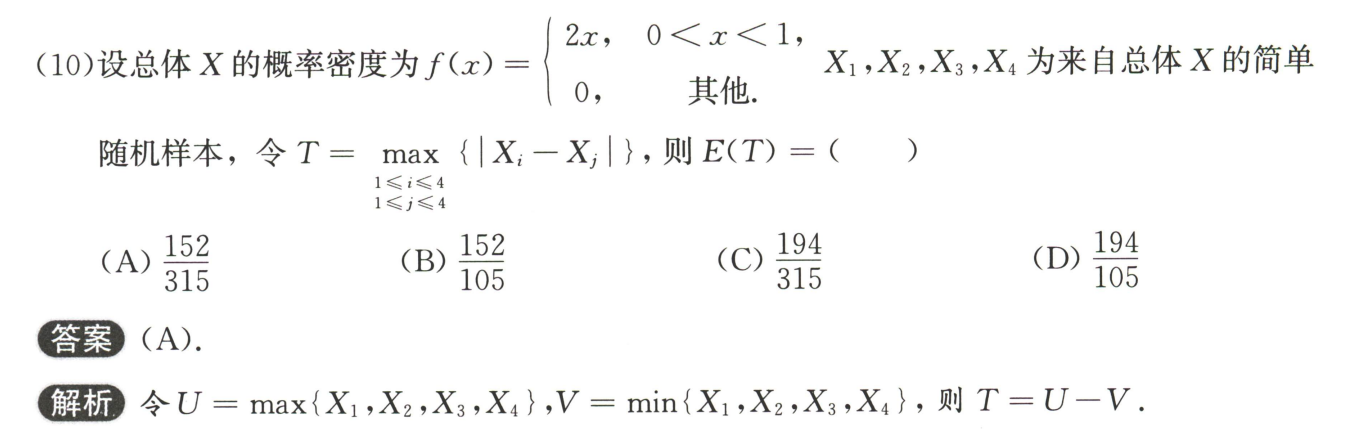 (10)设总体 X 的概率密度为 f(x) = { 2x, 0<x<1, 0, 其他. X₁,X₂,X₃,X₄ 为来自总体 X 的简单
随机样本，令 T = max {|Xᵢ－Xⱼ|}, 则 E(T) = (　　)
1≤i≤4
1≤j≤4
(A) 152/315 (B) 152/105 (C) 194/315 (D) 194/105
答案 (A).
解析 令 U = max{X₁,X₂,X₃,X₄},V = min{X₁,X₂,X₃,X₄}, 则 T = U－V.